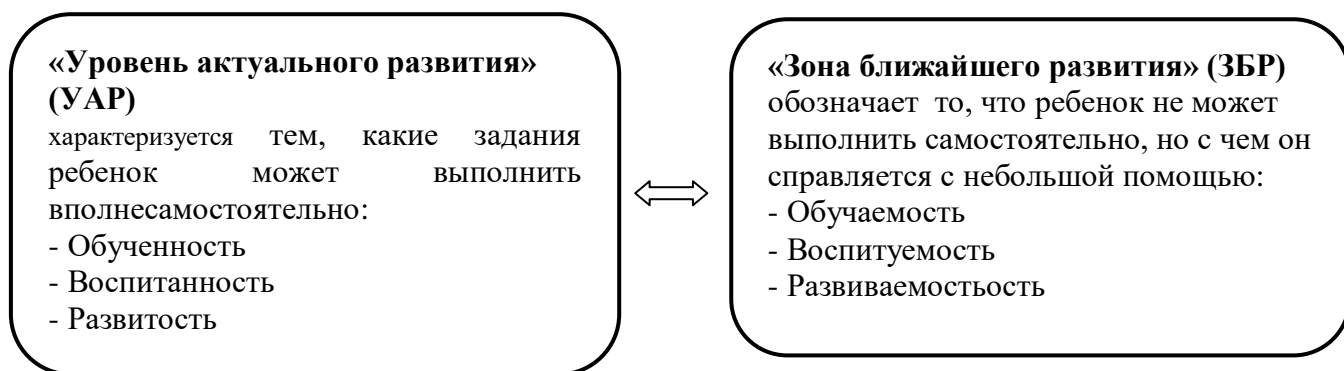 «Уровень актуального развития»
(УАР)
характеризуется тем, какие задания
ребенок может выполнить
вполнесамостоятельно:
- Обученность
- Воспитанность
- Развитость
«Зона ближайшего развития» (ЗБР)
обозначает то, что ребенок не может
выполнить самостоятельно, но с чем он
справляется с небольшой помощью:
- Обучаемость
- Воспитуемость
- Развиваемостьость